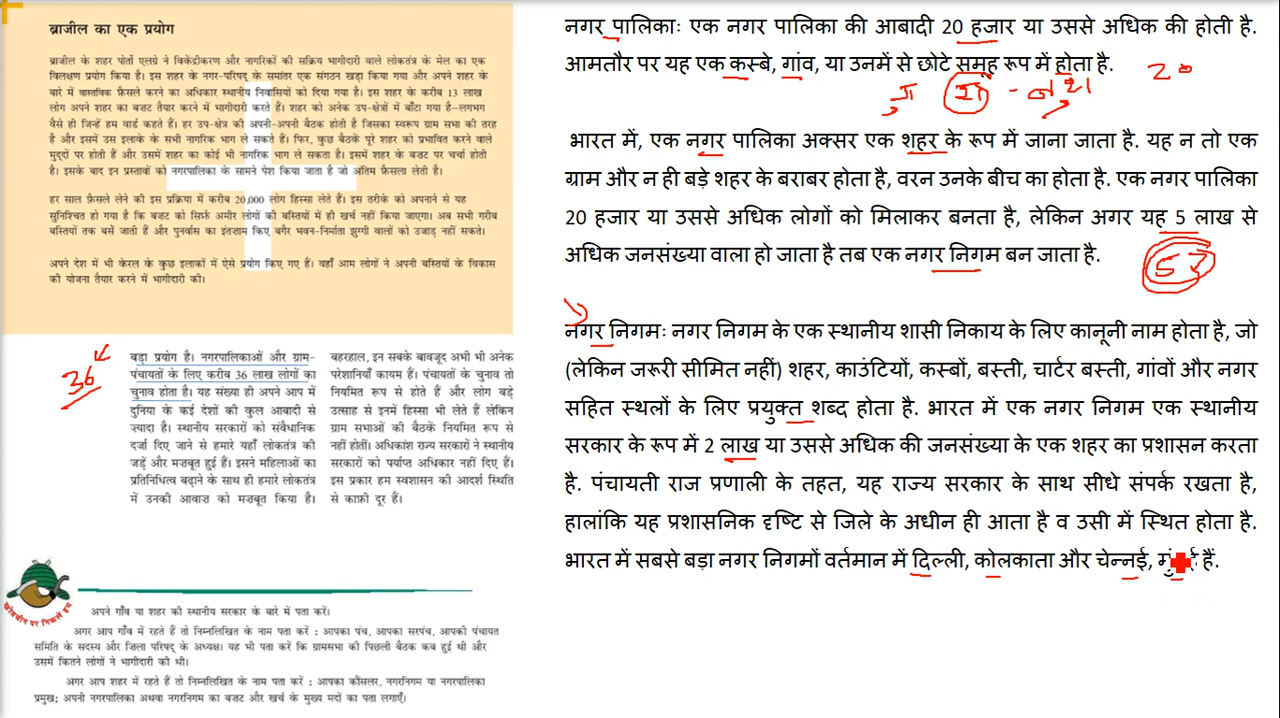 ब्राजील का एक प्रयोग
ब्राजील के शहर पोर्तो एलग्रे ने विकेंद्रीकरण और नागरिकों की सक्रिय भागीदारी वाले लोकतंत्र के मेल का एक
विलक्षण प्रयोग किया है। इस शहर के नगर-परिषद् के समांतर एक संगठन खड़ा किया गया और अपने शहर के
बारे में वास्तविक फ़ैसले करने का अधिकार स्थानीय निवासियों को दिया गया है। इस शहर के करीब 13 लाख
लोग अपने शहर का बजट तैयार करने में भागीदारी करते हैं। शहर को अनेक उप-क्षेत्रों में बाँटा गया है-लगभग
वैसे ही जिन्हें हम वार्ड कहते हैं। हर उप-क्षेत्र की अपनी-अपनी बैठक होती है जिसका स्वरूप ग्राम सभा की तरह
है और इसमें उस इलाके के सभी नागरिक भाग ले सकते हैं। फिर, कुछ बैठकें पूरे शहर को प्रभावित करने वाले
मुद्दों पर होती हैं और उसमें शहर का कोई भी नागरिक भाग ले सकता है। इसमें शहर के बजट पर चर्चा होती
है। इसके बाद इन प्रस्तावों को नगरपालिका के सामने पेश किया जाता है जो अंतिम फ़ैसला लेती है।
हर साल फ़ैसले लेने की इस प्रक्रिया में करीब 20,000 लोग हिस्सा लेते हैं। इस तरीके को अपनाने से यह
सुनिश्चित हो गया है कि बजट को सिर्फ़ अमीर लोगों की बस्तियों में ही खर्च नहीं किया जाएगा। अब सभी गरीब
बस्तियों तक बसें जाती हैं और पुनर्वास का इंतज़ाम किए बगैर भवन-निर्माता झुग्गी वालों को उजाड़ नहीं सकते।
अपने देश में भी केरल के कुछ इलाकों में ऐसे प्रयोग किए गए हैं। वहाँ आम लोगों ने अपनी बस्तियों के विकास
की योजना तैयार करने में भागीदारी की।
36
बड़ा प्रयोग है। नगरपालिकाओं और ग्राम-
पंचायतों के लिए करीब 36 लाख लोगों का
चुनाव होता है। यह संख्या ही अपने आप में
दुनिया के कई देशों की कुल आबादी से
ज्यादा है। स्थानीय सरकारों को संवैधानिक
दर्जा दिए जाने से हमारे यहाँ लोकतंत्र की
जड़ें और मज़बूत हुई हैं। इसने महिलाओं का
प्रतिनिधित्व बढ़ाने के साथ ही हमारे लोकतंत्र
में उनकी आवाज़ को मज़बूत किया है।
बहरहाल, इन सबके बावजूद अभी भी अनेक
परेशानियाँ कायम हैं। पंचायतों के चुनाव तो
नियमित रूप से होते हैं और लोग बड़े
उत्साह से इनमें हिस्सा भी लेते हैं लेकिन
ग्राम सभाओं की बैठकें नियमित रूप से
नहीं होतीं। अधिकांश राज्य सरकारों ने स्थानीय
सरकारों को पर्याप्त अधिकार नहीं दिए हैं।
इस प्रकार हम स्वशासन की आदर्श स्थिति
से काफ़ी दूर हैं।
अपने गाँव या शहर की स्थानीय सरकार के बारे में पता करें।
अगर आप गाँव में रहते हैं तो निम्नलिखित के नाम पता करें : आपका पंच, आपका सरपंच, आपकी पंचायत
समिति के सदस्य और जिला परिषद् के अध्यक्ष। यह भी पता करें कि ग्रामसभा की पिछली बैठक कब हुई थी और
उसमें कितने लोगों ने भागीदारी की थी।
अगर आप शहर में रहते हैं तो निम्नलिखित के नाम पता करें : आपका कौंसलर, नगरनिगम या नगरपालिका
प्रमुख; अपनी नगरपालिका अथवा नगरनिगम का बजट और खर्च के मुख्य मदों का पता लगाएँ।
नगर पालिकाः एक नगर पालिका की आबादी 20 हजार या उससे अधिक की होती है.
आमतौर पर यह एक कस्बे, गांव, या उनमें से छोटे समूह रूप में होता है.
20
भारत में, एक नगर पालिका अक्सर एक शहर के रूप में जाना जाता है. यह न तो एक
ग्राम और न ही बड़े शहर के बराबर होता है, वरन उनके बीच का होता है. एक नगर पालिका
20 हजार या उससे अधिक लोगों को मिलाकर बनता है, लेकिन अगर यह 5 लाख से
अधिक जनसंख्या वाला हो जाता है तब एक नगर निगम बन जाता है.
नगर निगमः नगर निगम के एक स्थानीय शासी निकाय के लिए कानूनी नाम होता है, जो
(लेकिन जरूरी सीमित नहीं) शहर, काउंटियों, कस्बों, बस्ती, चार्टर बस्ती, गांवों और नगर
सहित स्थलों के लिए प्रयुक्त शब्द होता है. भारत में एक नगर निगम एक स्थानीय
सरकार के रूप में 2 लाख या उससे अधिक की जनसंख्या के एक शहर का प्रशासन करता
है. पंचायती राज प्रणाली के तहत, यह राज्य सरकार के साथ सीधे संपर्क रखता है,
हालांकि यह प्रशासनिक दृष्टि से जिले के अधीन ही आता है व उसी में स्थित होता है.
भारत में सबसे बड़ा नगर निगमों वर्तमान में दिल्ली, कोलकाता और चेन्नई, हैं.